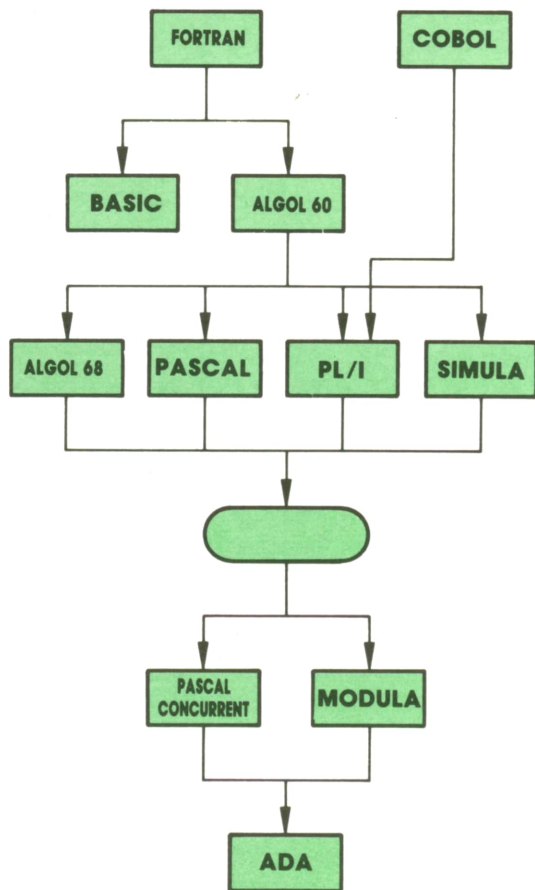 FORTRAN
COBOL
BASIC
ALGOL 60
ALGOL 68
PASCAL
PL/I
SIMULA
PASCAL
CONCURRENT
MODULA
ADA